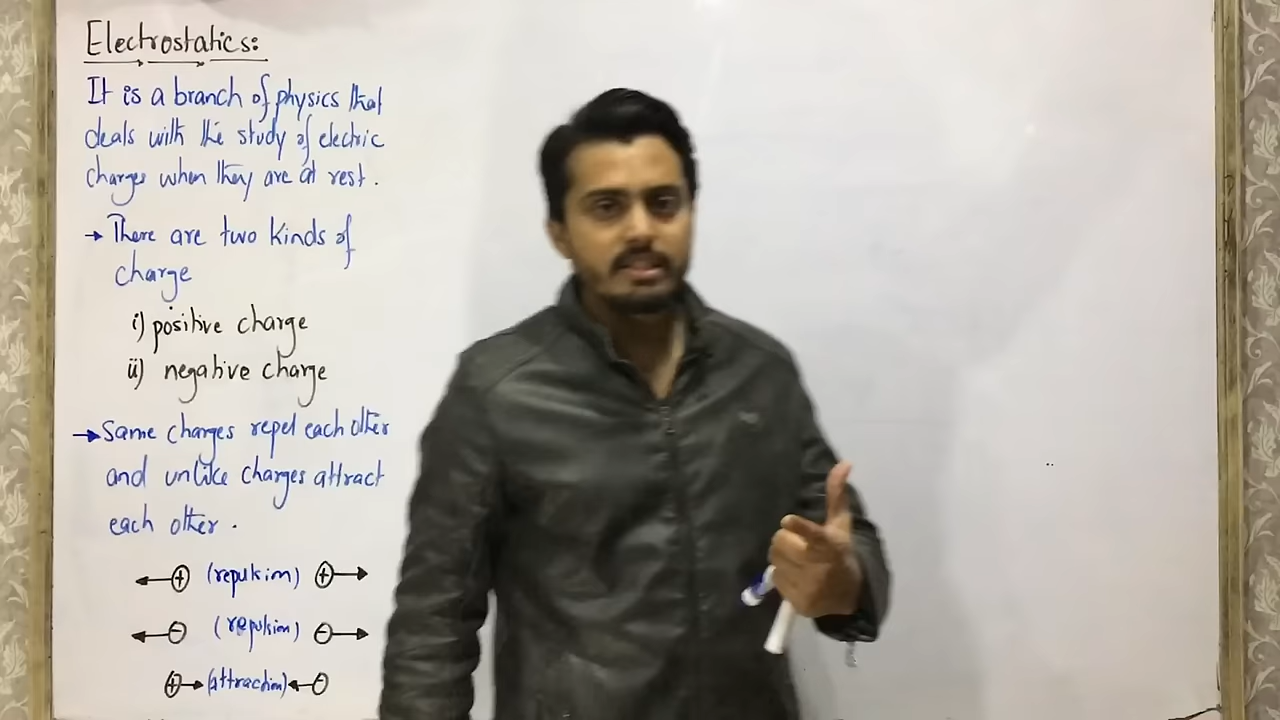 Electrostatics:
It is a branch of physics that
deals with the study of electric
charges when they are at rest.
→ There are two kinds of
charge
i) positive charge
ii) negative charge
→ Same charges repel each other
and unlike charges attract
each other.
← + (repulsion) + →
← - (repulsion) - →
+ → (attraction) ← -